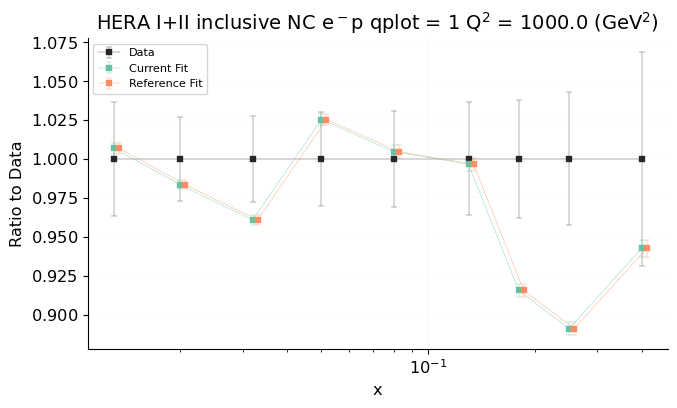 HERA I+II inclusive NC e⁻p qplot = 1 Q² = 1000.0 (GeV²)
Data
Current Fit
Reference Fit
Ratio to Data
1.075
1.050
1.025
1.000
0.975
0.950
0.925
0.900
10⁻¹
x